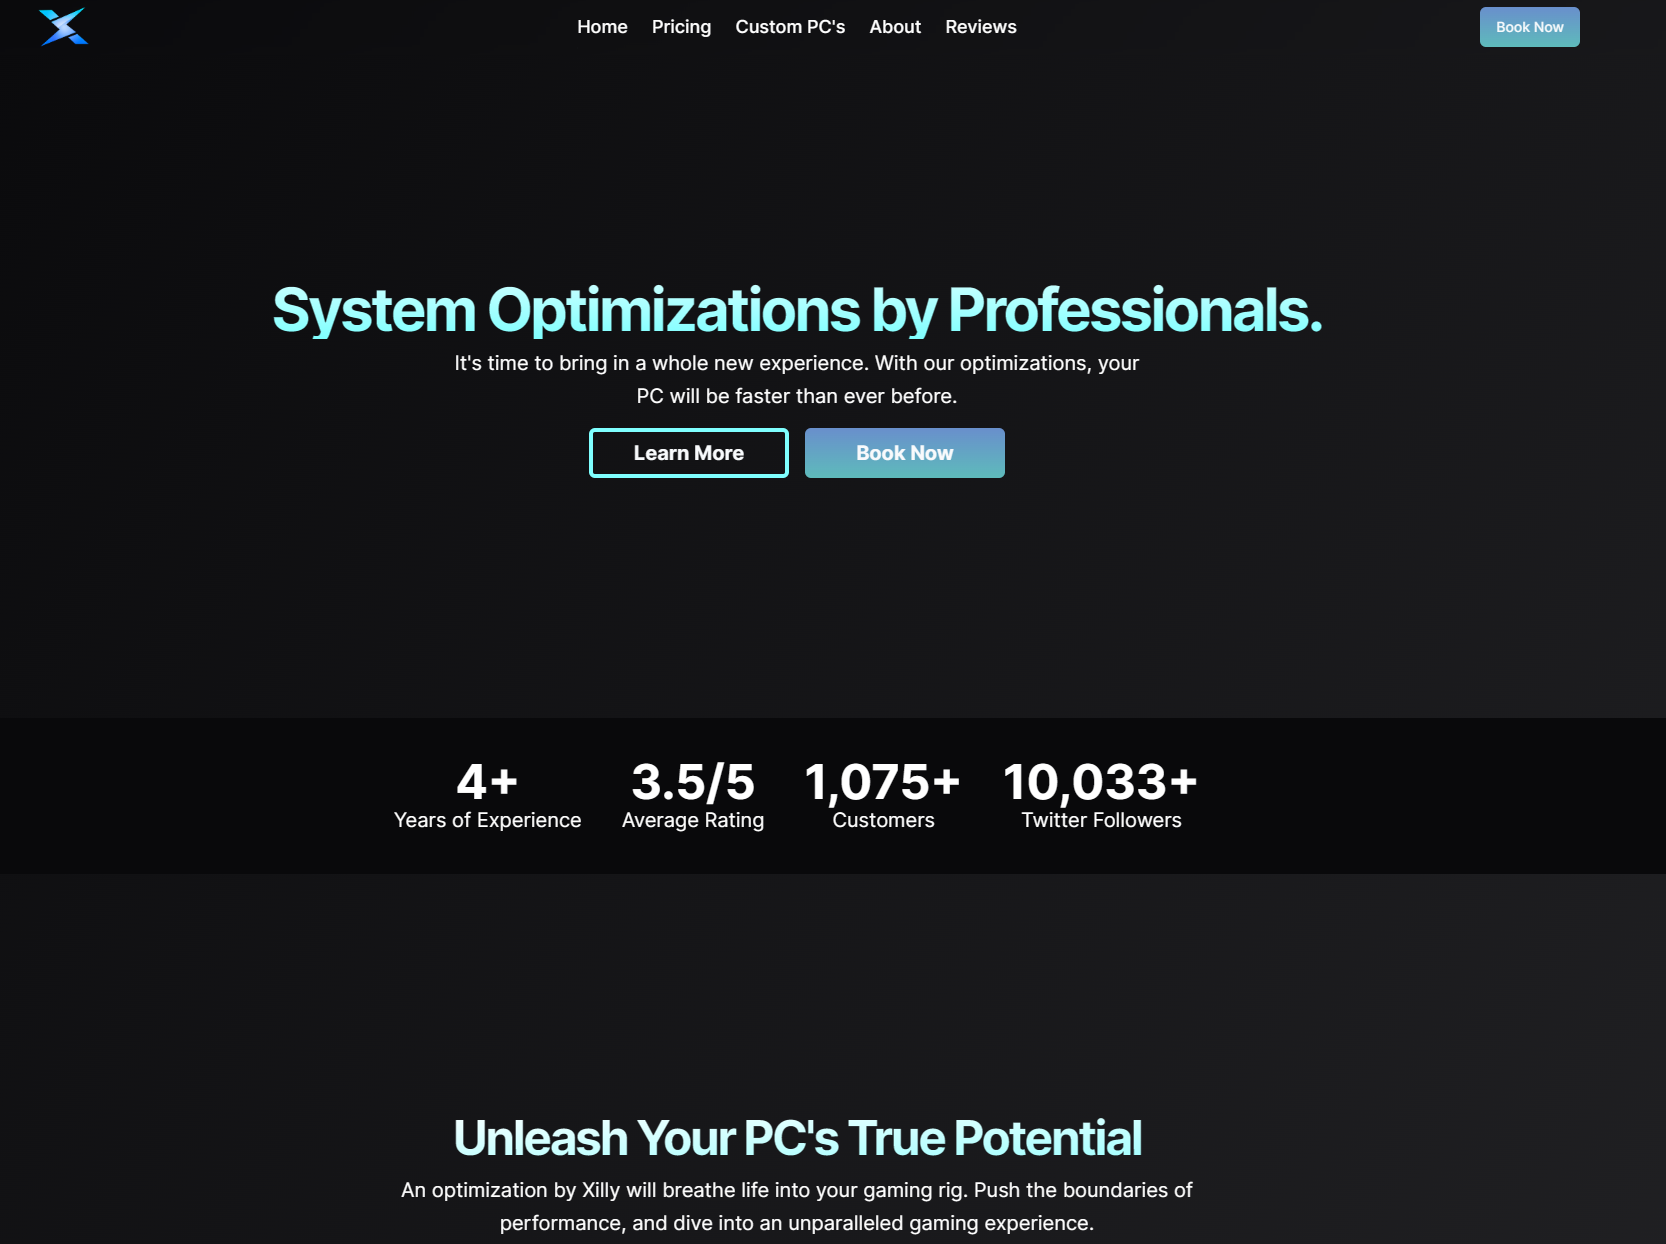 Home Pricing Custom PC's About Reviews Book Now
System Optimizations by Professionals.
It's time to bring in a whole new experience. With our optimizations, your
PC will be faster than ever before.
Learn More Book Now
4+ 3.5/5 1,075+ 10,033+
Years of Experience Average Rating Customers Twitter Followers
Unleash Your PC's True Potential
An optimization by Xilly will breathe life into your gaming rig. Push the boundaries of
performance, and dive into an unparalleled gaming experience.